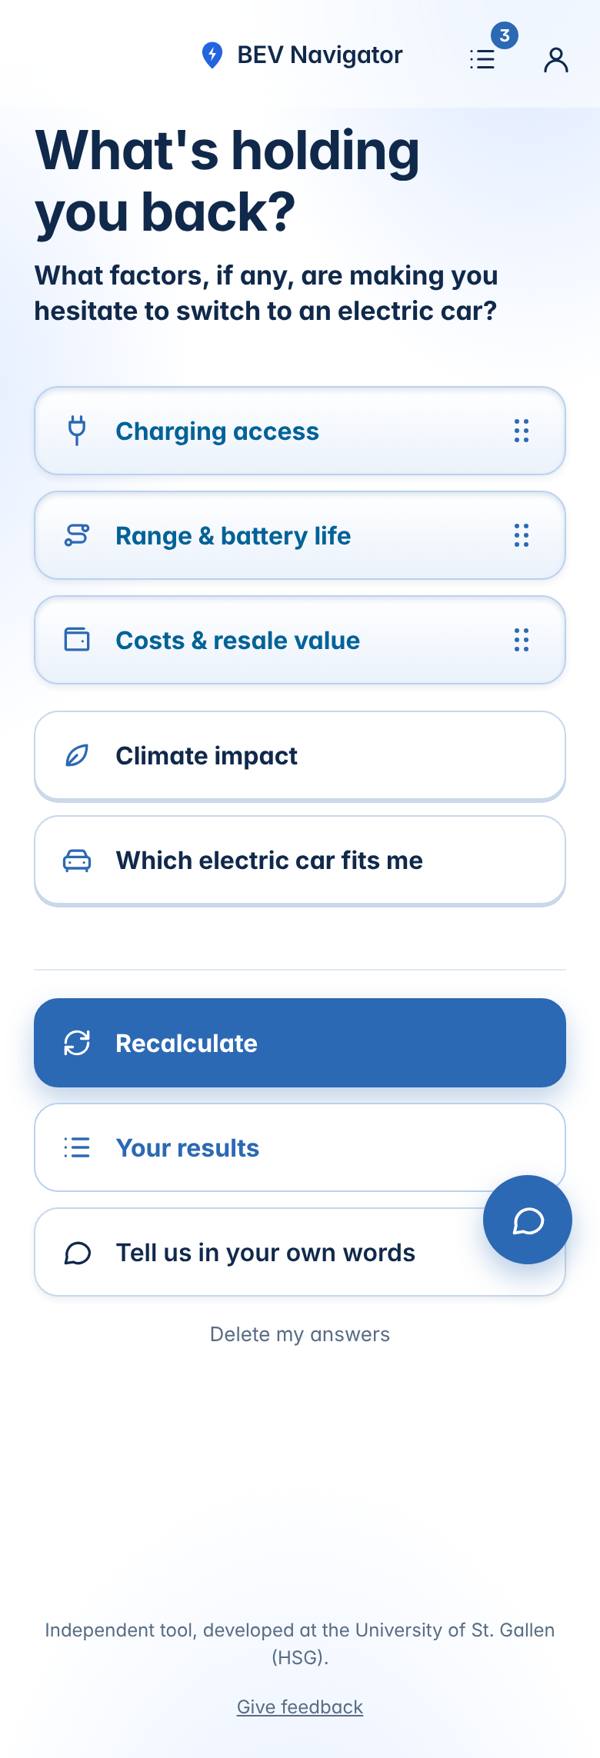 BEV Navigator
3
What's holding
you back?
What factors, if any, are making you
hesitate to switch to an electric car?
Charging access
Range & battery life
Costs & resale value
Climate impact
Which electric car fits me
Recalculate
Your results
Tell us in your own words
Delete my answers
Independent tool, developed at the University of St. Gallen
(HSG).
Give feedback